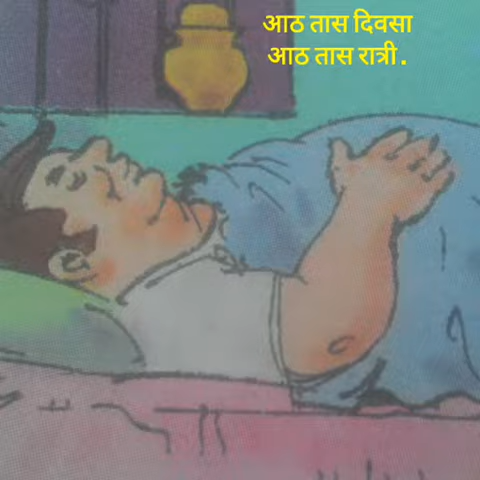 आठ तास दिवसा
आठ तास रात्री .